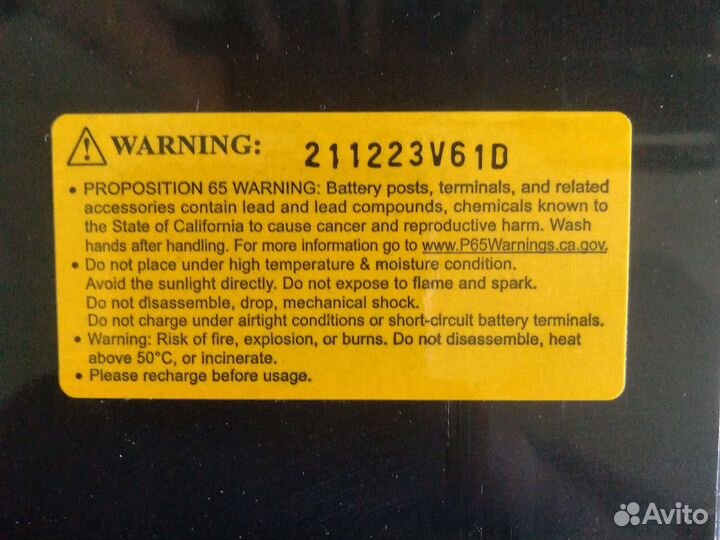 WARNING: 211223V61D
• PROPOSITION 65 WARNING: Battery posts, terminals, and related
accessories contain lead and lead compounds, chemicals known to
the State of California to cause cancer and reproductive harm. Wash
hands after handling. For more information go to www.P65Warnings.ca.gov.
• Do not place under high temperature & moisture condition.
Avoid the sunlight directly. Do not expose to flame and spark.
Do not disassemble, drop, mechanical shock.
Do not charge under airtight conditions or short-circuit battery terminals.
• Warning: Risk of fire, explosion, or burns. Do not disassemble, heat
above 50°C, or incinerate.
• Please recharge before usage.
Avito